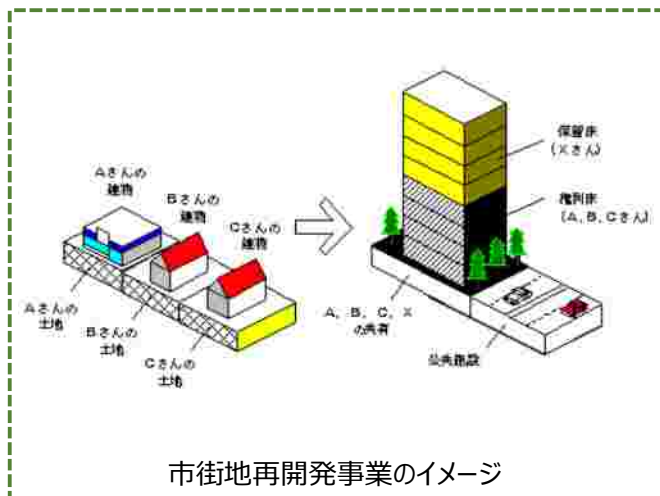 Aさんの
建物
Bさんの
建物
Cさんの
建物
Aさんの
土地
Bさんの
土地
Cさんの
土地
保留床
(Xさん)
権利床
(A,B,Cさん)
A, B, C, X
の共有
公共施設
市街地再開発事業のイメージ